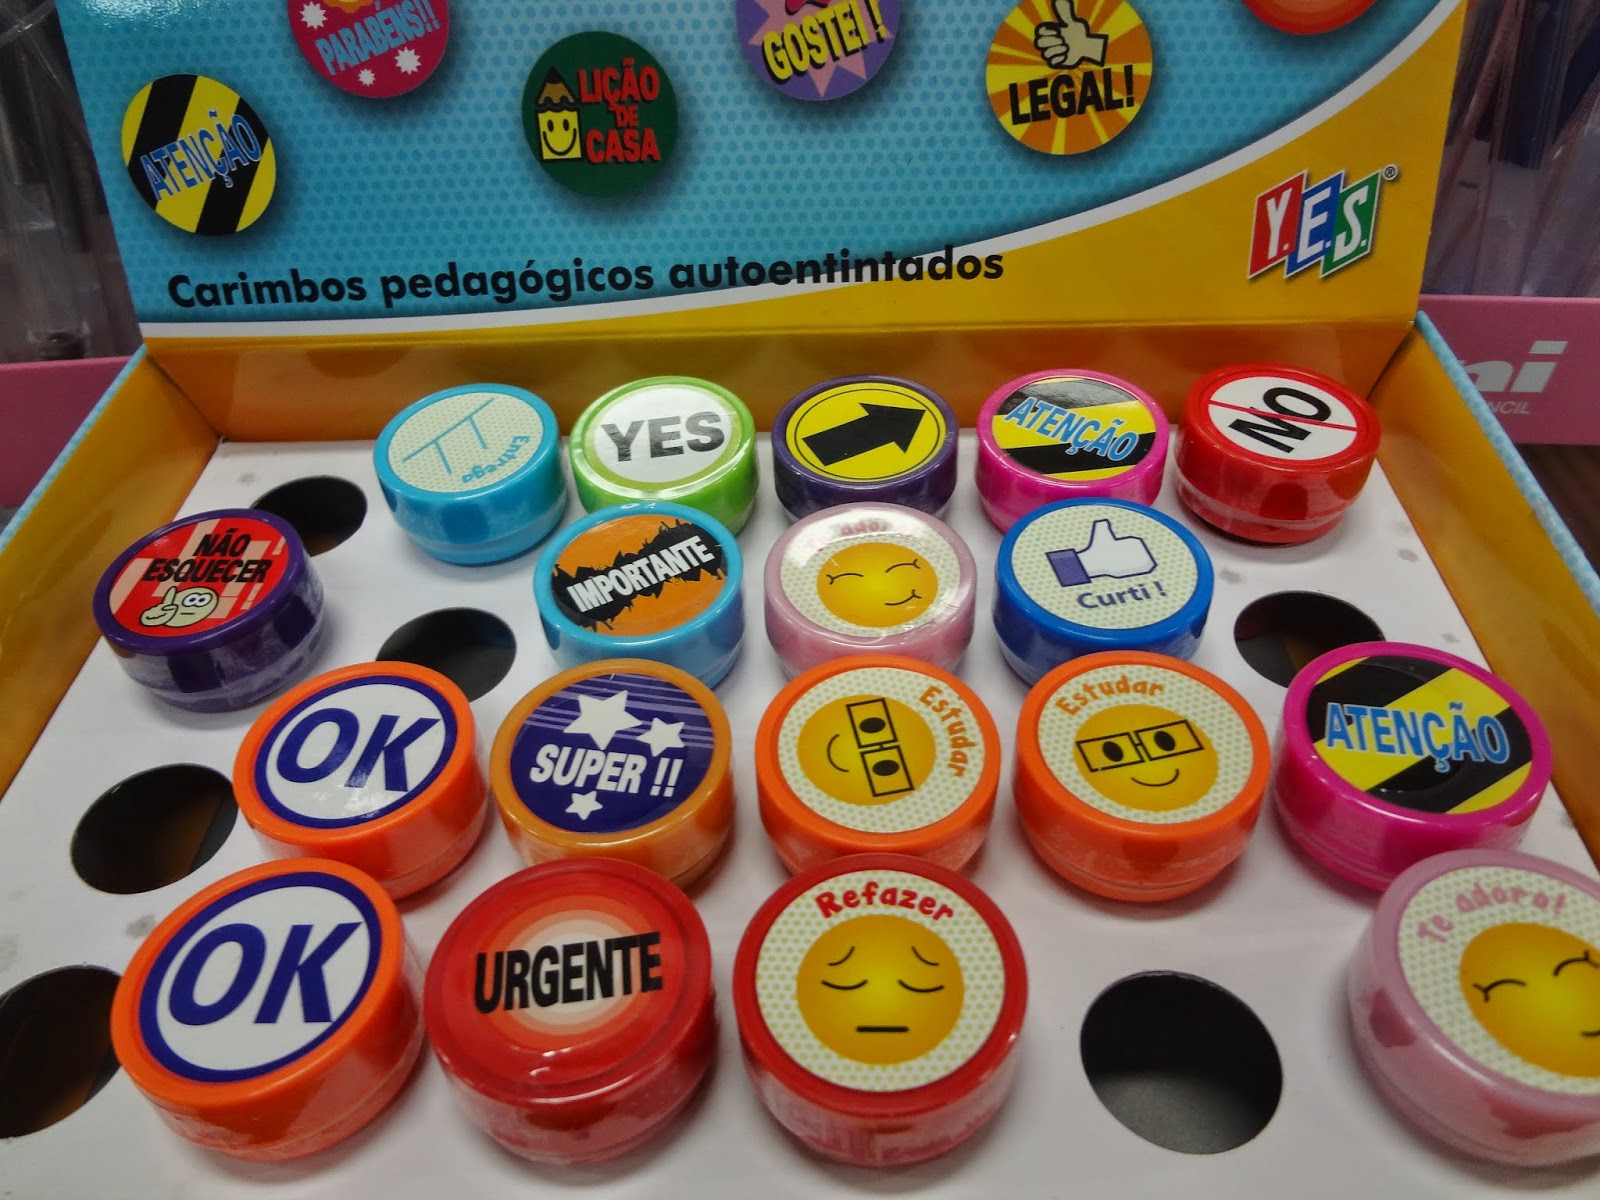 PARABÉNS!!
GOSTEI!
LEGAL!
LIÇÃO
DE
CASA
ATENÇÃO
Y.E.S.®
Carimbos pedagógicos autoentintados
Entrega
YES
ATENÇÃO
NO
NÃO
ESQUECER
IMPORTANTE
adoro
Curti !
OK
SUPER !!
Estudar
Estudar
ATENÇÃO
OK
URGENTE
Refazer
Te adoro!